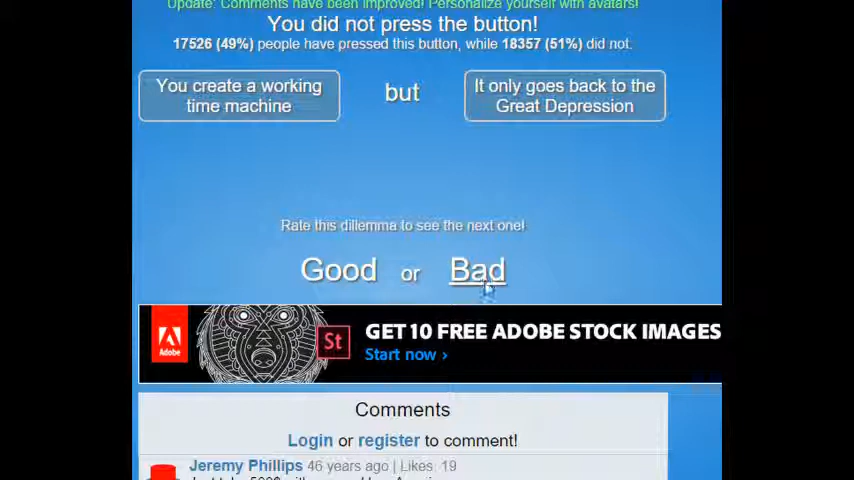 Update: Comments have been improved! Personalize yourself with avatars!
You did not press the button!
17526 (49%) people have pressed this button, while 18357 (51%) did not.
You create a working
time machine
but
It only goes back to the
Great Depression
Rate this dillemma to see the next one!
Good or Bad
Adobe
St
GET 10 FREE ADOBE STOCK IMAGES
Start now ›
Comments
Login or register to comment!
Jeremy Phillips 46 years ago | Likes: 19